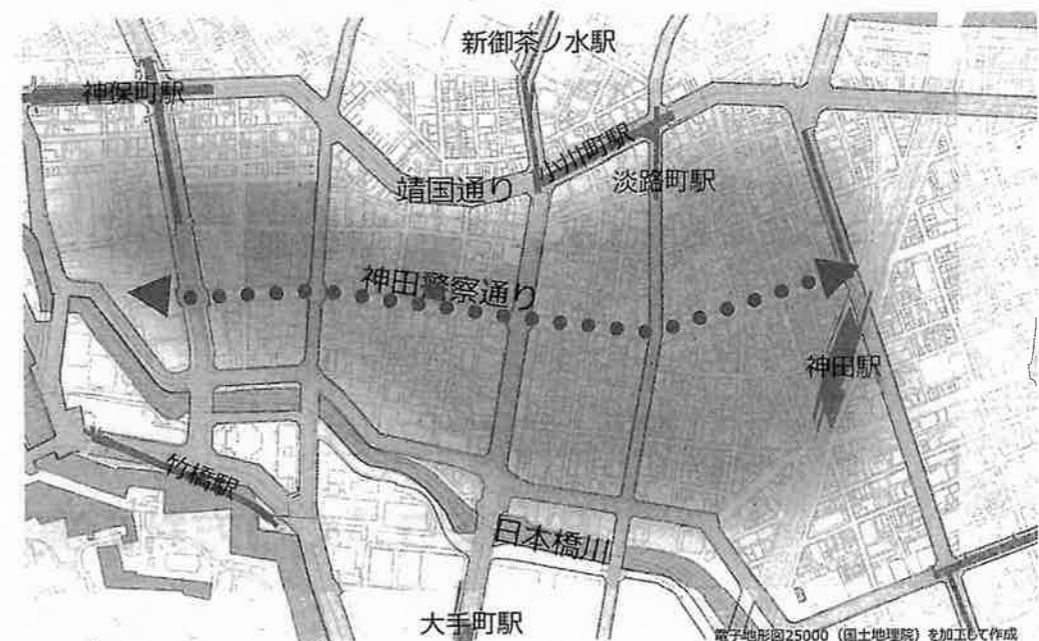 新御茶ノ水駅
神保町駅
小川町駅
淡路町駅
靖国通り
神田警察通り
神田駅
竹橋駅
日本橋川
大手町駅
電子地形図25000（国土地理院）を加工して作成